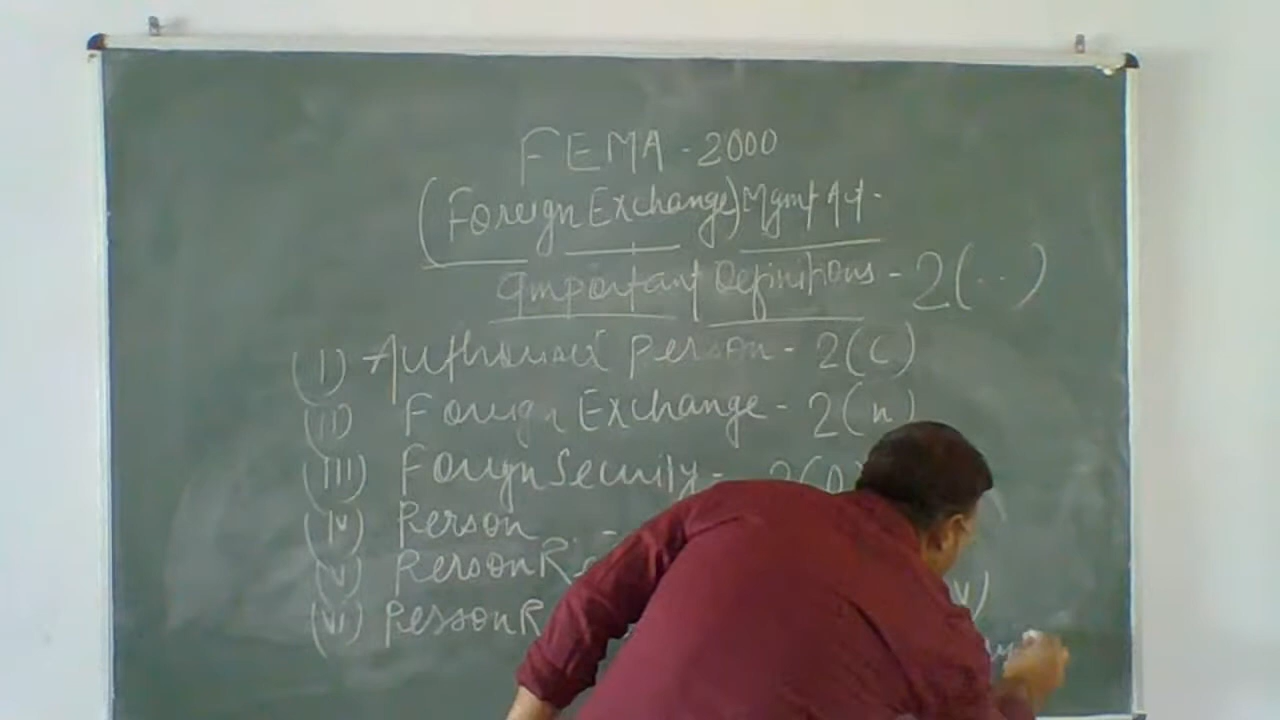 FEMA - 2000
(Foreign Exchange) Mgmt Act.
Important Definitions - 2(..)
(I) Authorised person - 2(c)
(II) Foreign Exchange - 2(n)
(III) Foreign Security - 2(o)
(IV) Person -
(V) Person R V)
(VI) Person R